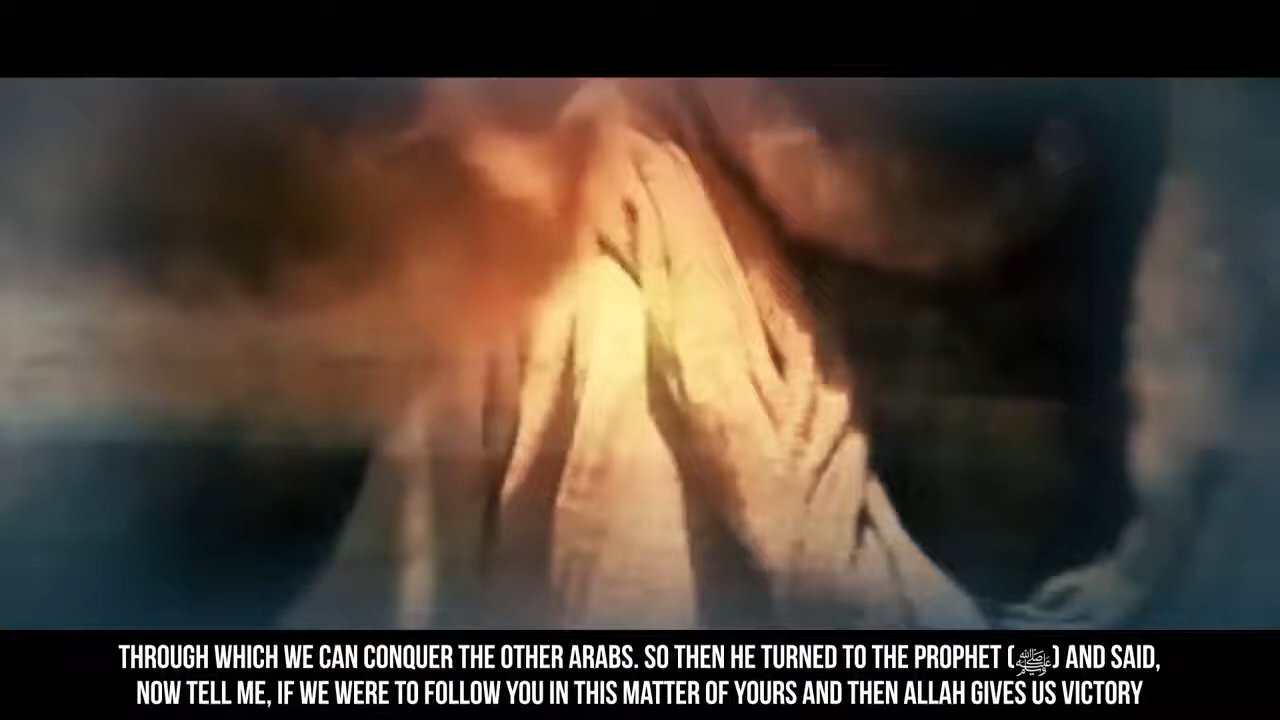 THROUGH WHICH WE CAN CONQUER THE OTHER ARABS. SO THEN HE TURNED TO THE PROPHET (ﷺ) AND SAID,
NOW TELL ME, IF WE WERE TO FOLLOW YOU IN THIS MATTER OF YOURS AND THEN ALLAH GIVES US VICTORY